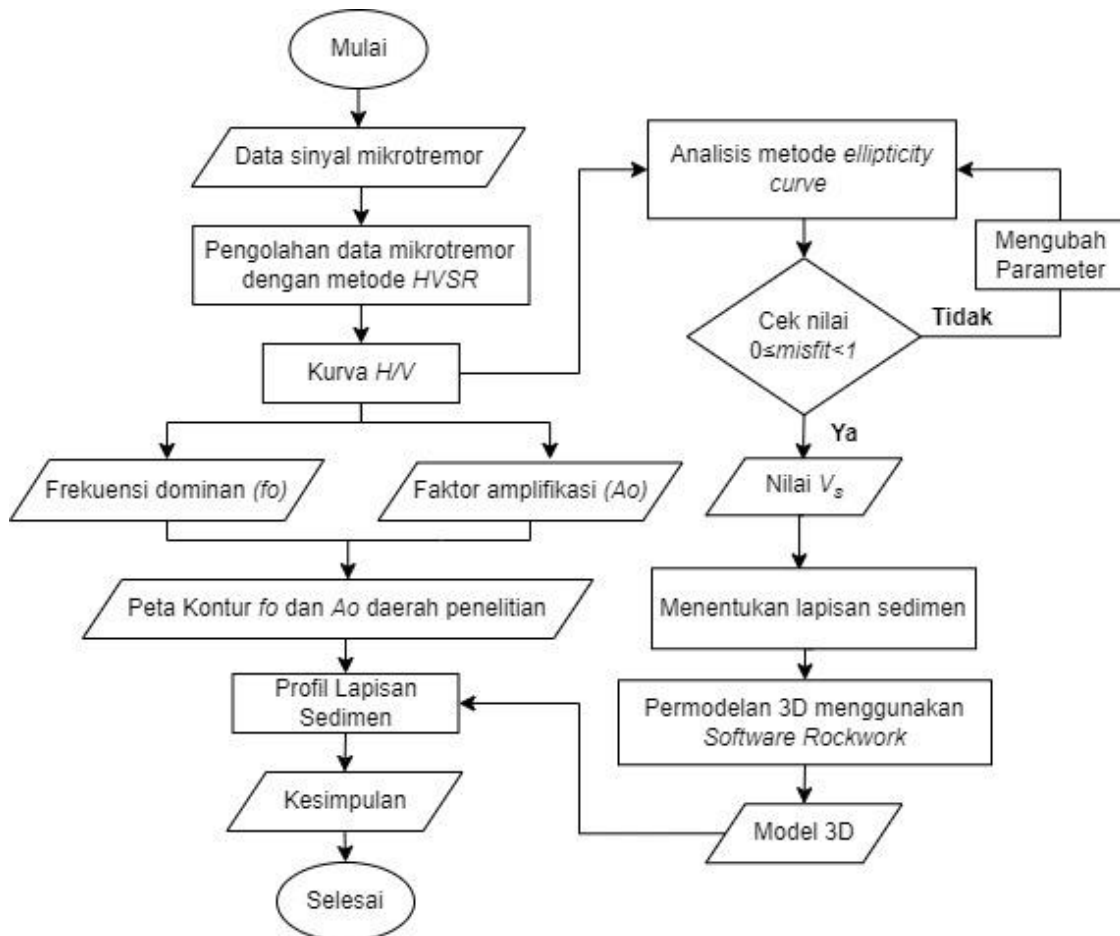 Mulai
Data sinyal mikrotremor
Pengolahan data mikrotremor
dengan metode HVSR
Kurva H/V
Frekuensi dominan (fo)
Faktor amplifikasi (Ao)
Peta Kontur fo dan Ao daerah penelitian
Profil Lapisan
Sedimen
Kesimpulan
Selesai
Analisis metode ellipticity
curve
Mengubah
Parameter
Cek nilai
0≤misfit<1
Tidak
Ya
Nilai Vs
Menentukan lapisan sedimen
Permodelan 3D menggunakan
Software Rockwork
Model 3D